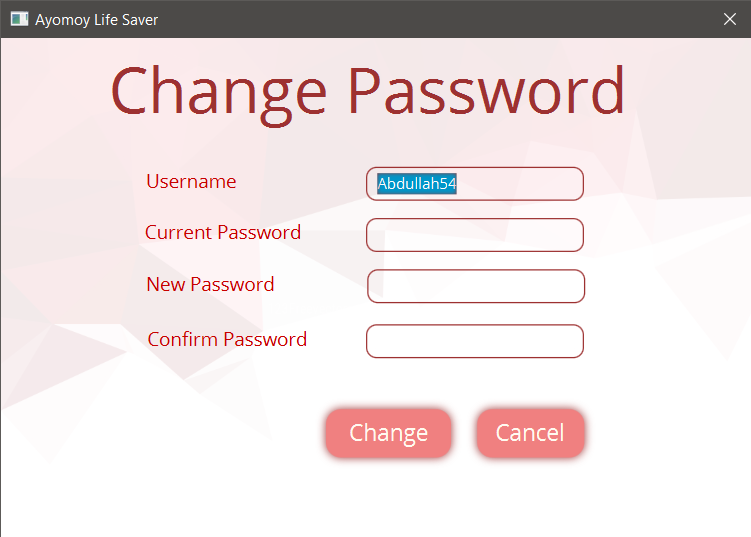 Ayomoy Life Saver
Change Password
Username
Abdullah54
Current Password
New Password
Confirm Password
Change Cancel